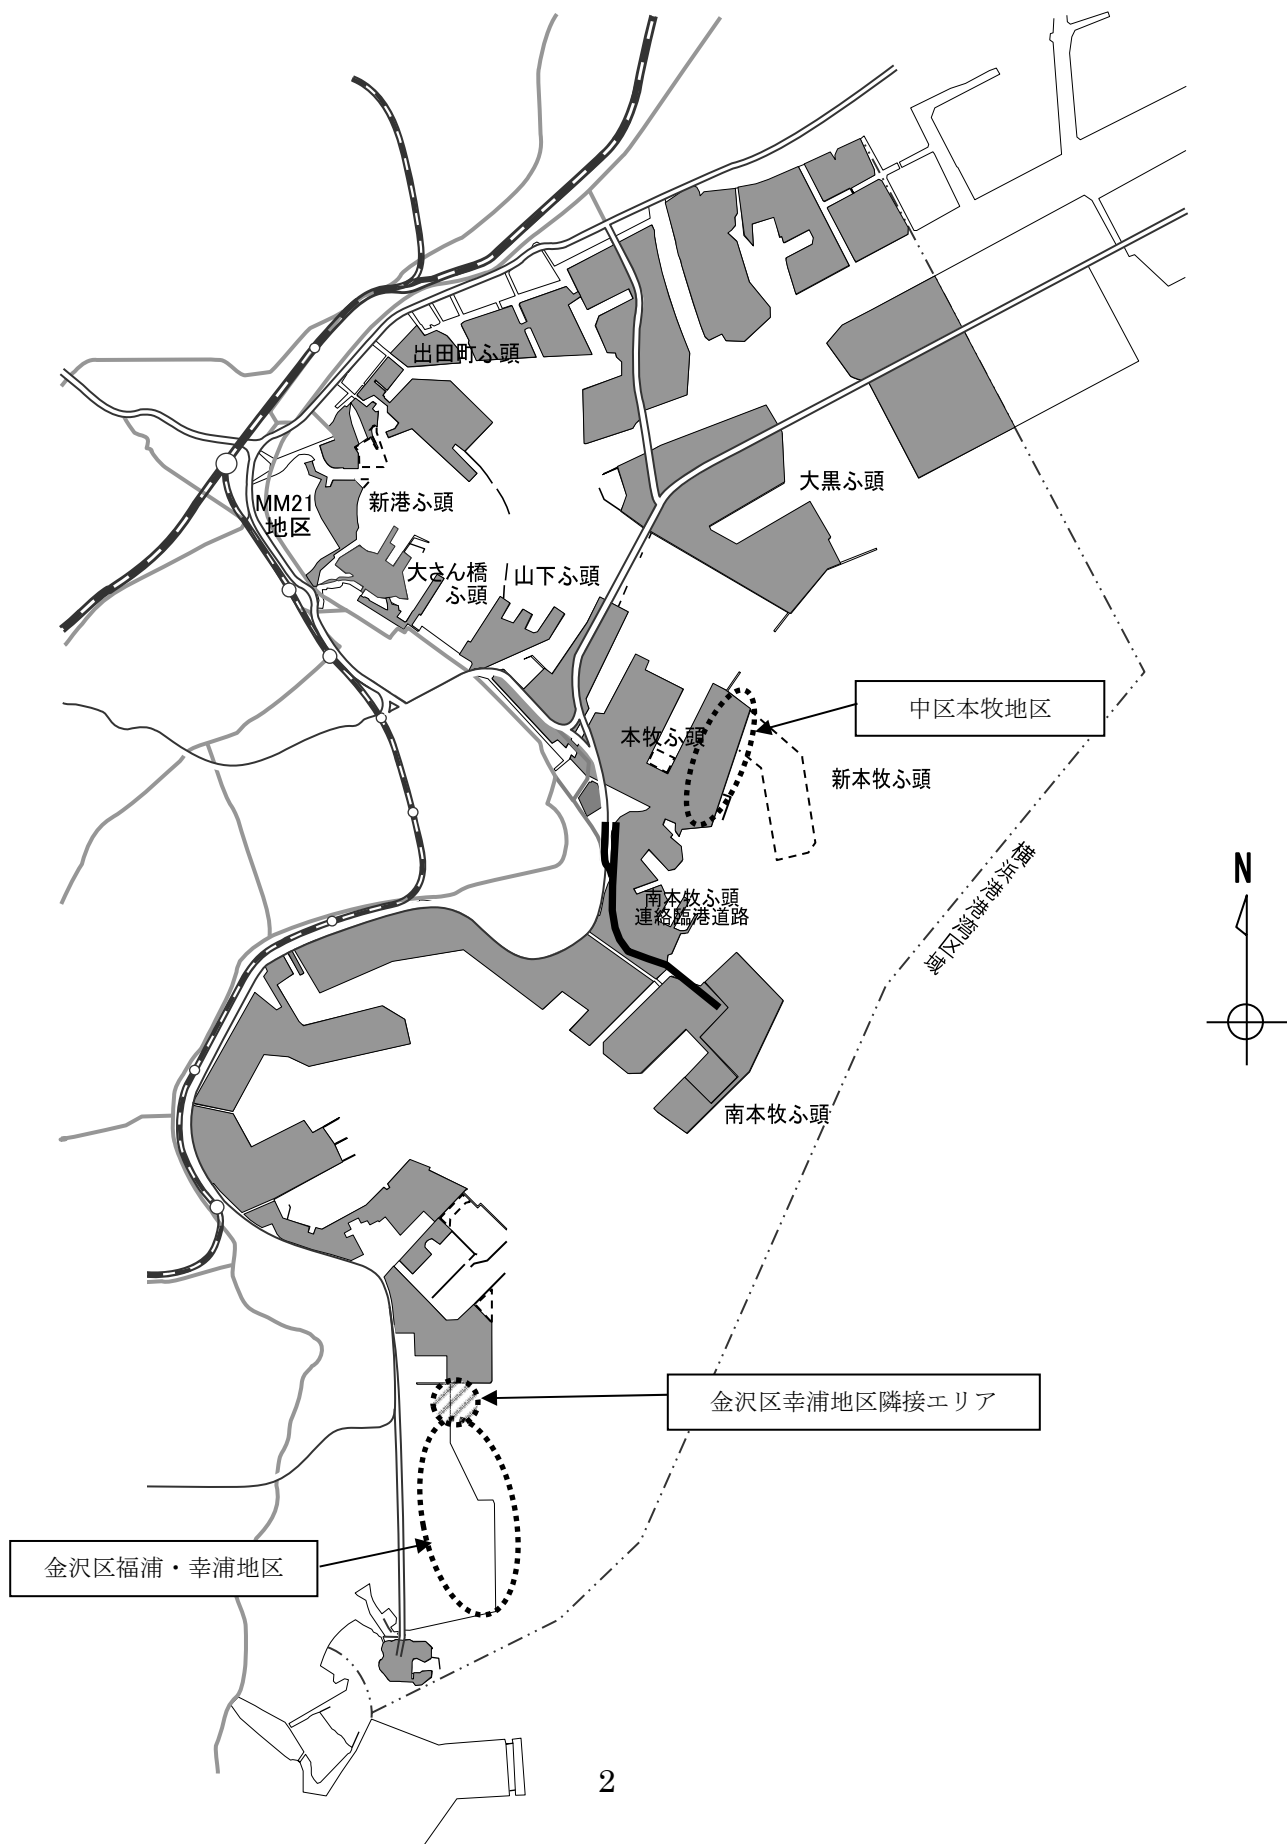 出田町ふ頭
大黒ふ頭
MM21
地区
新港ふ頭
大さん橋
ふ頭
山下ふ頭
中区本牧地区
本牧ふ頭
新本牧ふ頭
横浜港港湾区域
N
南本牧ふ頭
連絡臨港道路
南本牧ふ頭
金沢区幸浦地区隣接エリア
金沢区福浦・幸浦地区
2